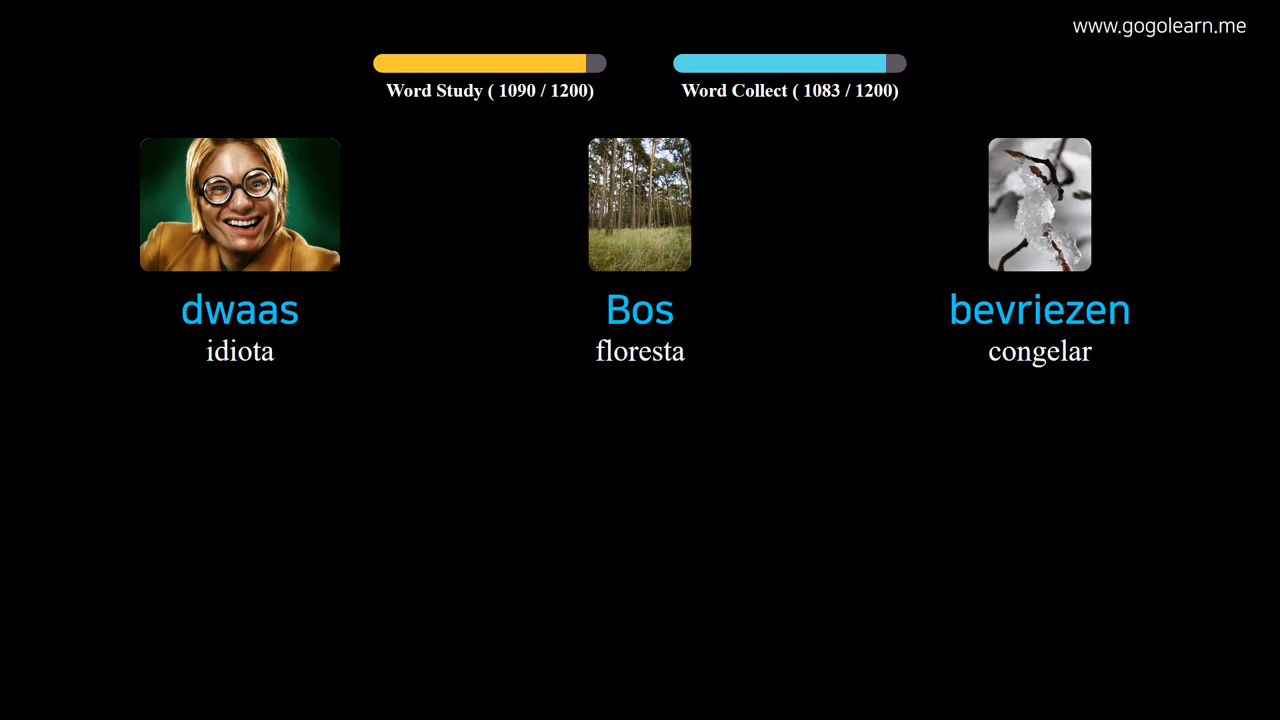 www.gogolearn.me
Word Study ( 1090 / 1200)
Word Collect ( 1083 / 1200)
dwaas
idiota
Bos
floresta
bevriezen
congelar